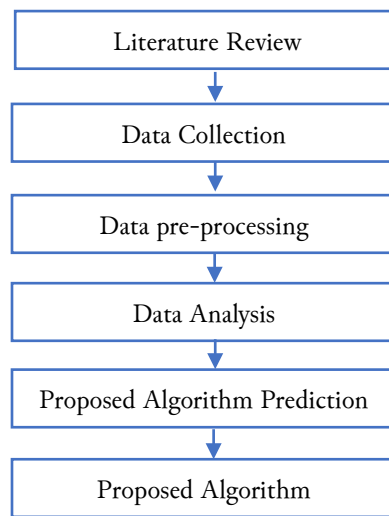 Literature Review
Data Collection
Data pre-processing
Data Analysis
Proposed Algorithm Prediction
Proposed Algorithm